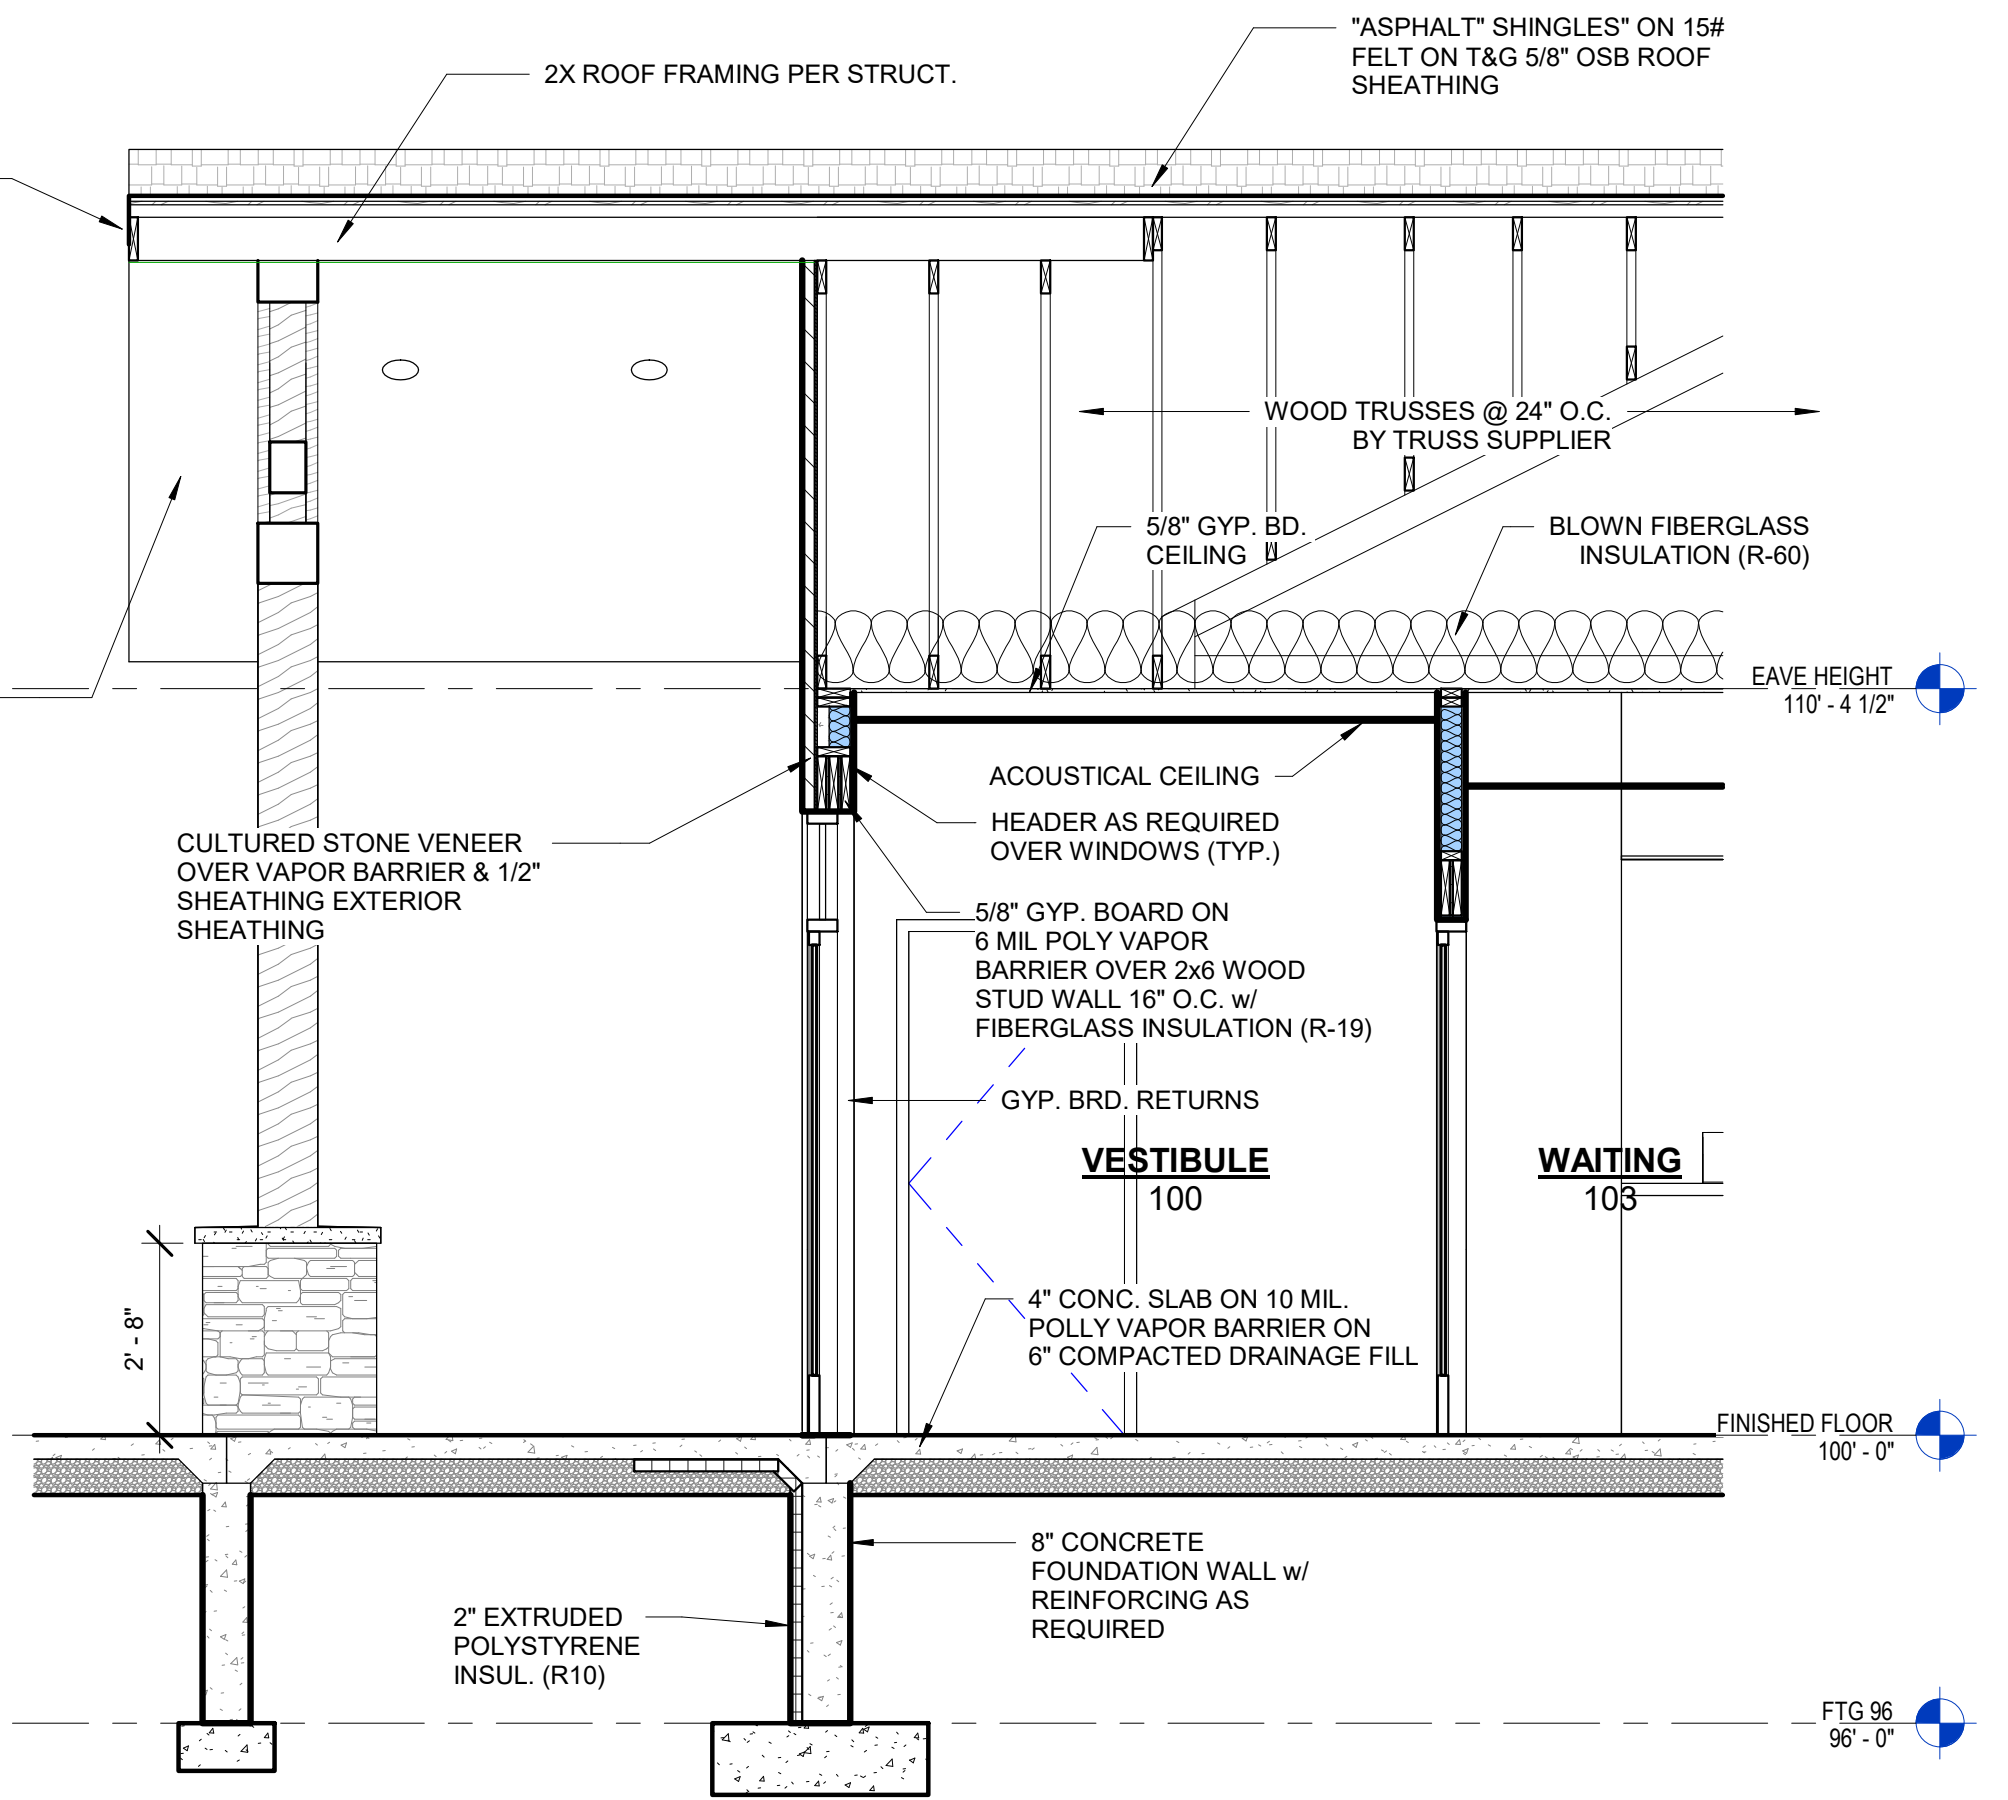 "ASPHALT" SHINGLES" ON 15#
FELT ON T&G 5/8" OSB ROOF
SHEATHING
2X ROOF FRAMING PER STRUCT.
WOOD TRUSSES @ 24" O.C.
BY TRUSS SUPPLIER
5/8" GYP. BD.
CEILING
BLOWN FIBERGLASS
INSULATION (R-60)
EAVE HEIGHT
110' - 4 1/2"
ACOUSTICAL CEILING
HEADER AS REQUIRED
OVER WINDOWS (TYP.)
CULTURED STONE VENEER
OVER VAPOR BARRIER & 1/2"
SHEATHING EXTERIOR
SHEATHING
5/8" GYP. BOARD ON
6 MIL POLY VAPOR
BARRIER OVER 2x6 WOOD
STUD WALL 16" O.C. w/
FIBERGLASS INSULATION (R-19)
GYP. BRD. RETURNS
VESTIBULE
100
WAITING
103
2' - 8"
4" CONC. SLAB ON 10 MIL.
POLLY VAPOR BARRIER ON
6" COMPACTED DRAINAGE FILL
FINISHED FLOOR
100' - 0"
8" CONCRETE
FOUNDATION WALL w/
REINFORCING AS
REQUIRED
2" EXTRUDED
POLYSTYRENE
INSUL. (R10)
FTG 96
96' - 0"